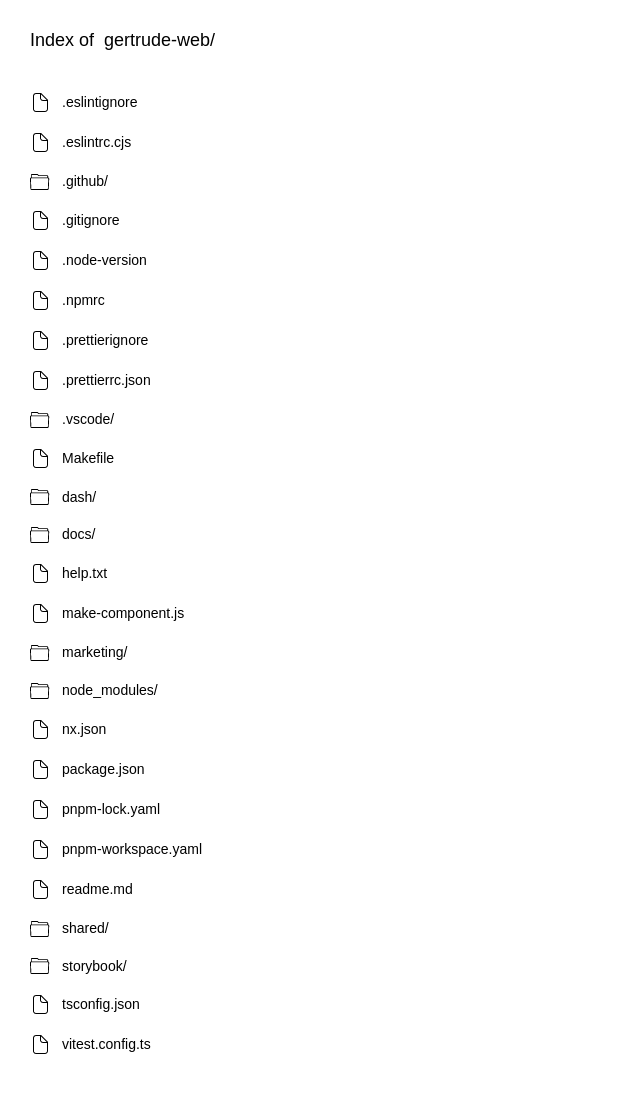 Index of  gertrude-web/
.eslintignore
.eslintrc.cjs
.github/
.gitignore
.node-version
.npmrc
.prettierignore
.prettierrc.json
.vscode/
Makefile
dash/
docs/
help.txt
make-component.js
marketing/
node_modules/
nx.json
package.json
pnpm-lock.yaml
pnpm-workspace.yaml
readme.md
shared/
storybook/
tsconfig.json
vitest.config.ts